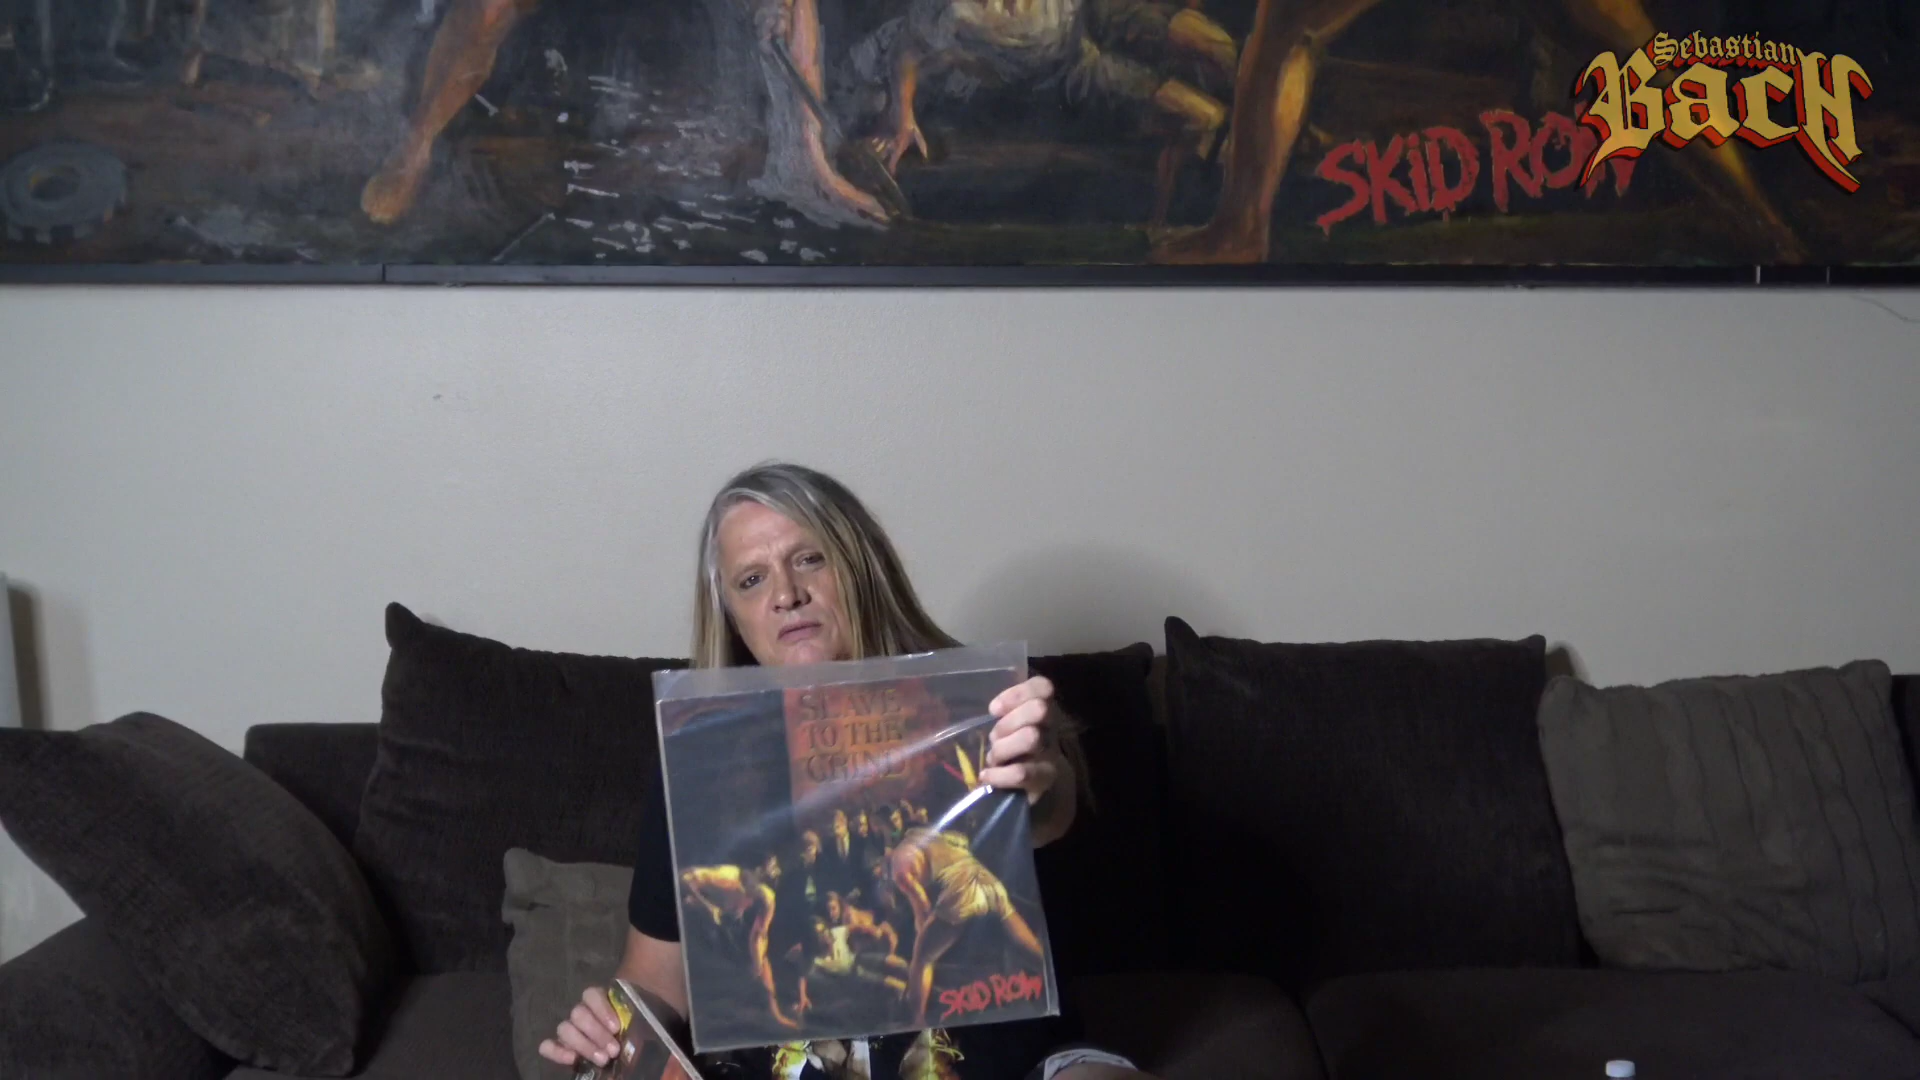 Sebastian
Bach
SKID ROW
SLAVE
TO THE
GRIND
SKID ROW